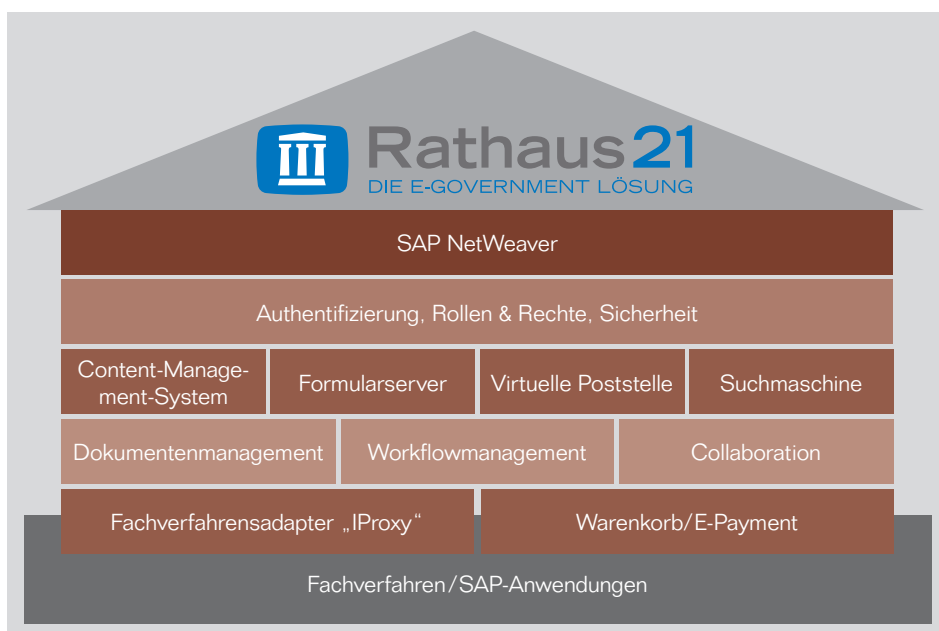 Rathaus21
DIE E-GOVERNMENT LÖSUNG
SAP NetWeaver
Authentifizierung, Rollen & Rechte, Sicherheit
Content-Manage-
ment-System
Formularserver
Virtuelle Poststelle
Suchmaschine
Dokumentenmanagement
Workflowmanagement
Collaboration
Fachverfahrensadapter „IProxy“
Warenkorb/E-Payment
Fachverfahren/SAP-Anwendungen